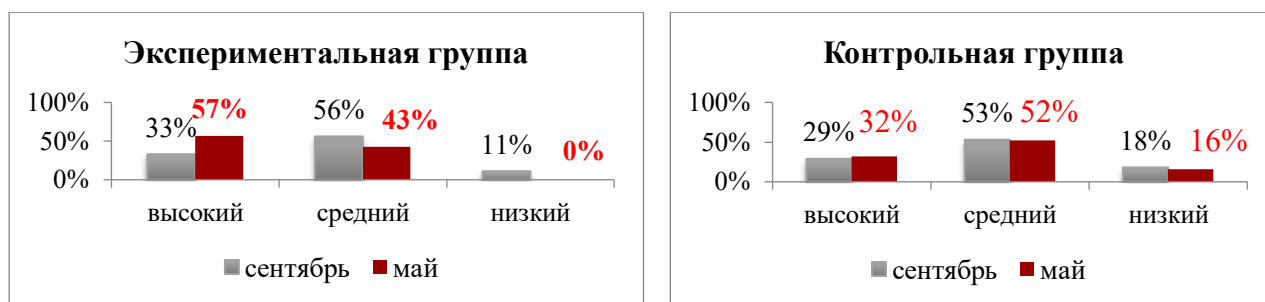 Экспериментальная группа
100%
50%
0%
33%
57%
56%
43%
11%
0%
высокий
средний
низкий
сентябрь
май
Контрольная группа
100%
50%
0%
29%
32%
53%
52%
18%
16%
высокий
средний
низкий
сентябрь
май